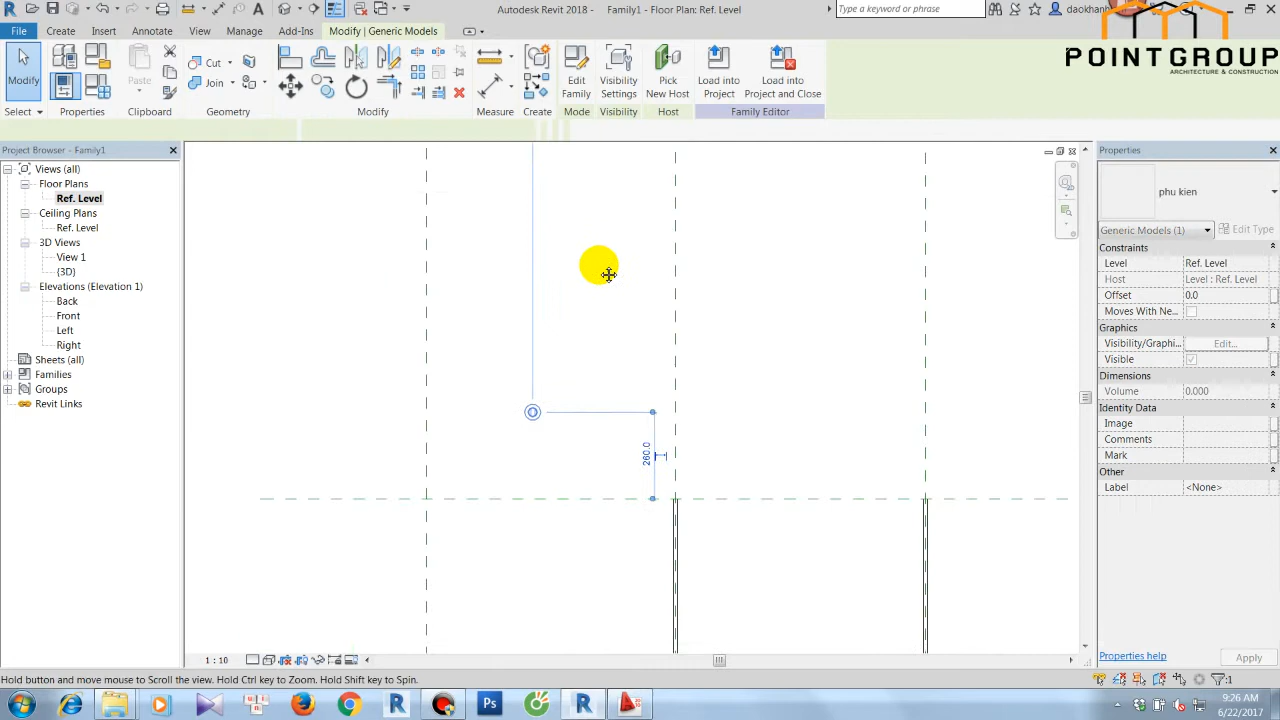 Autodesk Revit 2018 - Family1 - Floor Plan: Ref. Level
Type a keyword or phrase
daokhan
File Create Insert Annotate View Manage Add-Ins Modify | Generic Models
POINTGROUP
ARCHITECTURE & CONSTRUCTION
Modify
Paste
Cut
Join
Edit
Family
Visibility
Settings
Pick
New Host
Load into
Project
Load into
Project and Close
Select Properties Clipboard Geometry Modify Measure Create Mode Visibility Host Family Editor
Project Browser - Family1
Views (all)
Floor Plans
Ref. Level
Ceiling Plans
Ref. Level
3D Views
View 1
{3D}
Elevations (Elevation 1)
Back
Front
Left
Right
Sheets (all)
Families
Groups
Revit Links
260.0
Properties
phu kien
Generic Models (1)
Edit Type
Constraints
Level Ref. Level
Host Level : Ref. Level
Offset 0.0
Moves With Ne...
Graphics
Visibility/Graphi... Edit...
Visible
Dimensions
Volume 0.000
Identity Data
Image
Comments
Mark
Other
Label <None>
Properties help
Apply
1 : 10
Hold button and move mouse to Scroll the view. Hold Ctrl key to Zoom. Hold Shift key to Spin.
:1
Ps
9:26 AM
6/22/2017